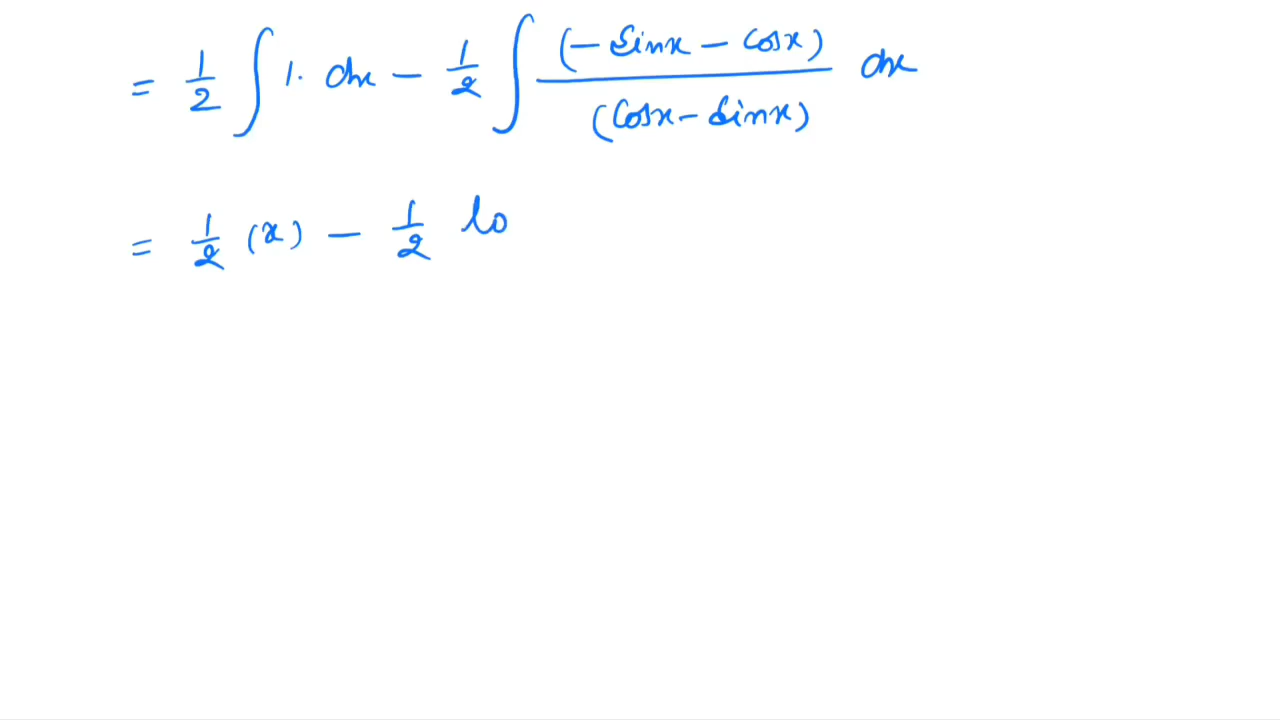 = 1/2 ∫ 1. dx − 1/2 ∫ (− Sinx − Cosx) / (Cosx − Sinx) dx
= 1/2 (x) − 1/2 lo